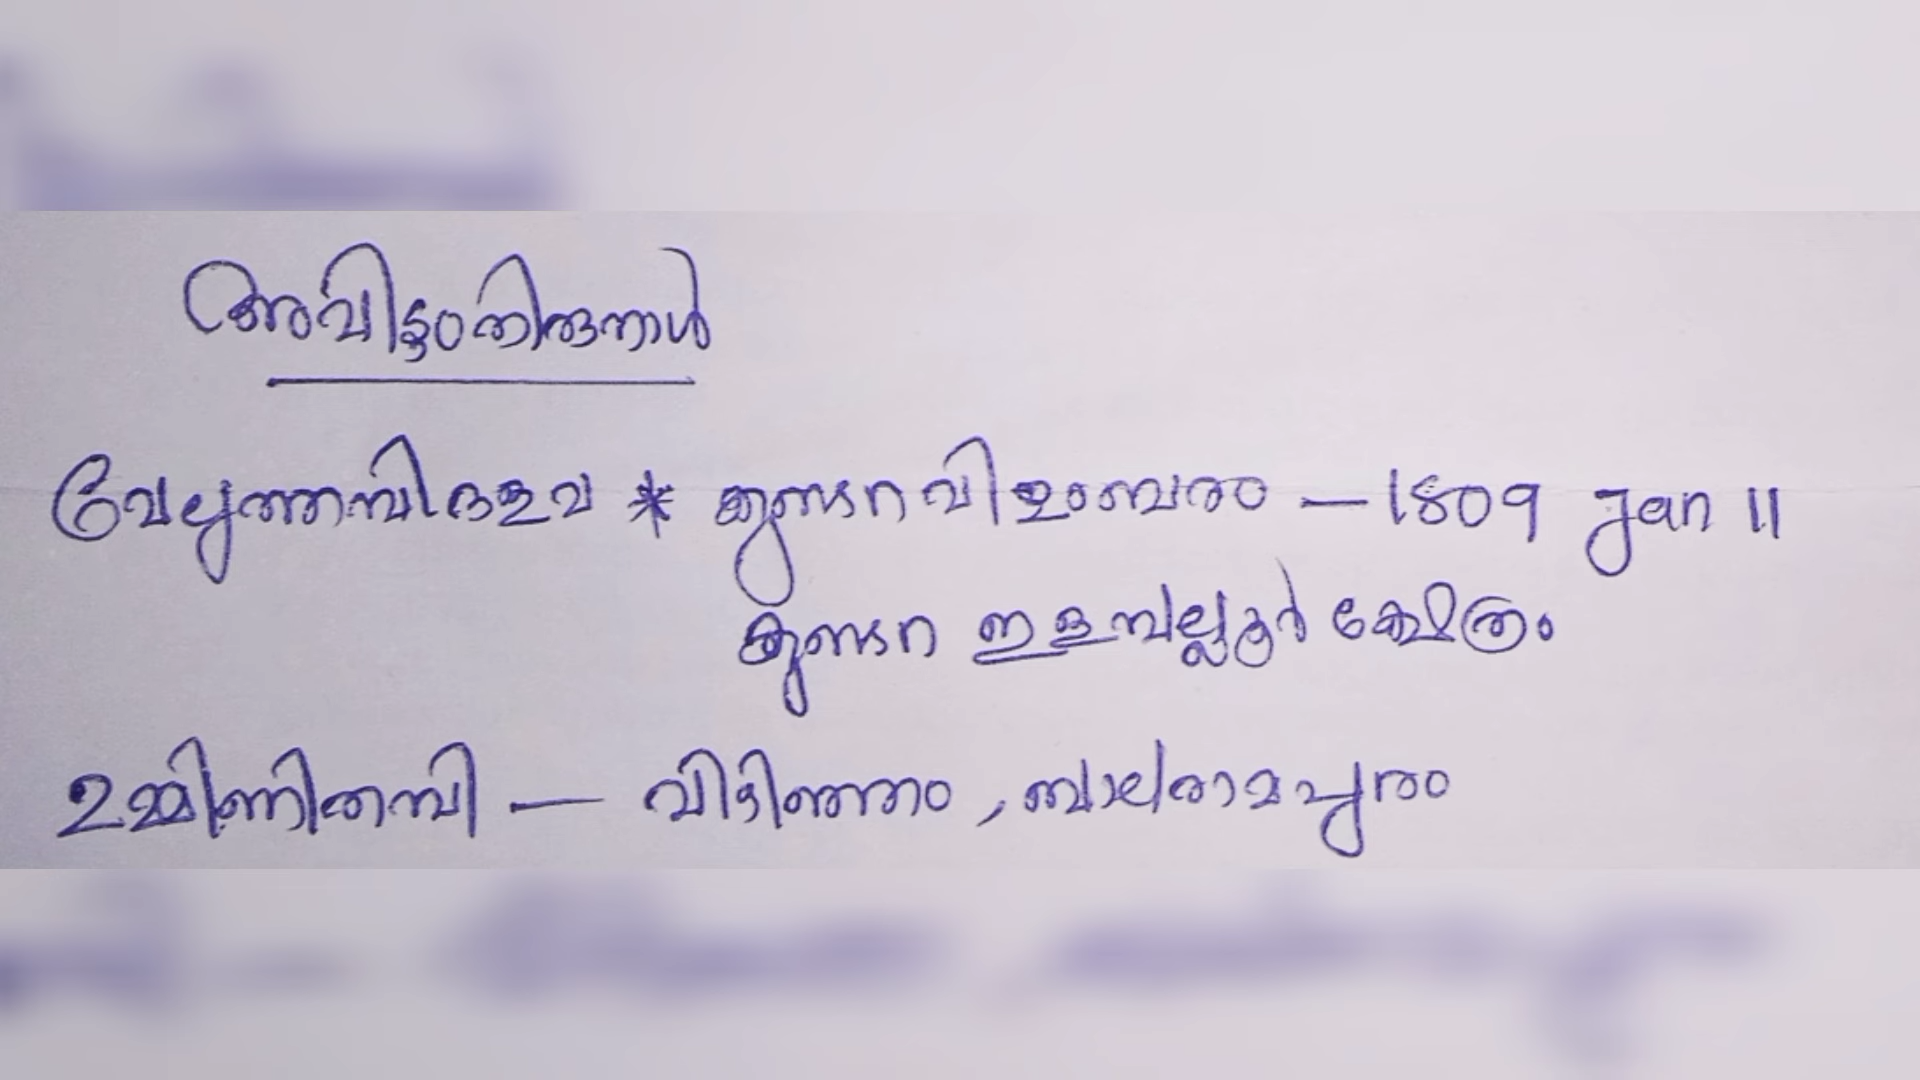 അവിട്ടംതിരുനാൾ
വേലുത്തമ്പിദളവ * കുണ്ടറവിളംബരം - 1809 Jan 11
കുണ്ടറ ഇളമ്പല്ലൂർ ക്ഷേത്രം
ഉമ്മിണിതമ്പി - വിഴിഞ്ഞം, ബാലരാമപുരം